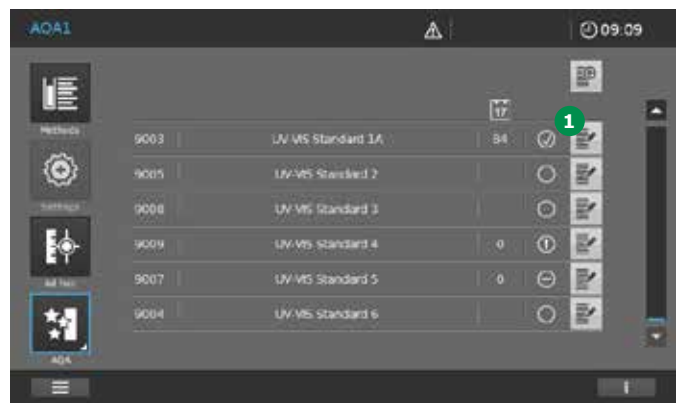 AQA1 09:09
17
1
Methods
9003 UV-VIS Standard 1A 84
9005 UV-VIS Standard 2
Settings
9008 UV-VIS Standard 3
9009 UV-VIS Standard 4 0
Ad hoc
9007 UV-VIS Standard 5 0
9004 UV-VIS Standard 6
AQA
i